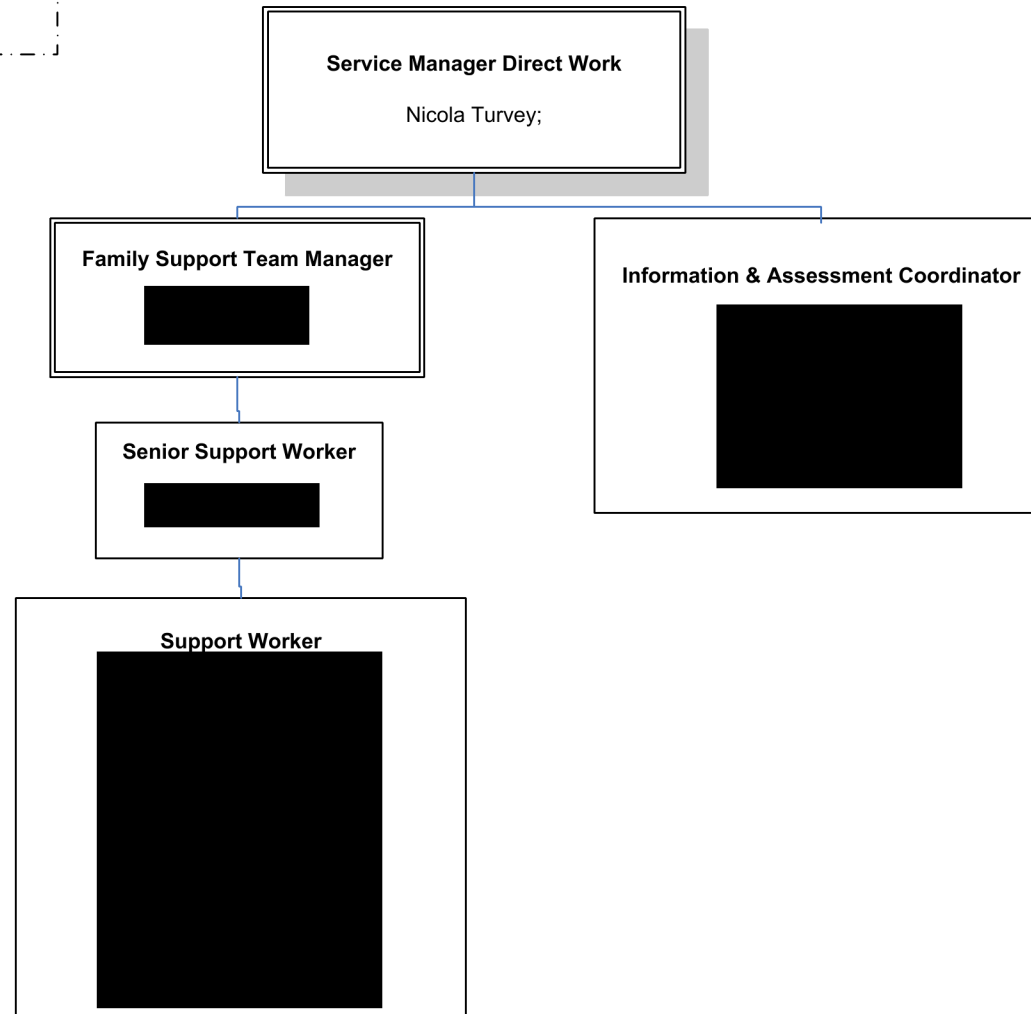 Service Manager Direct Work
Nicola Turvey;
Family Support Team Manager
Information & Assessment Coordinator
Senior Support Worker
Support Worker